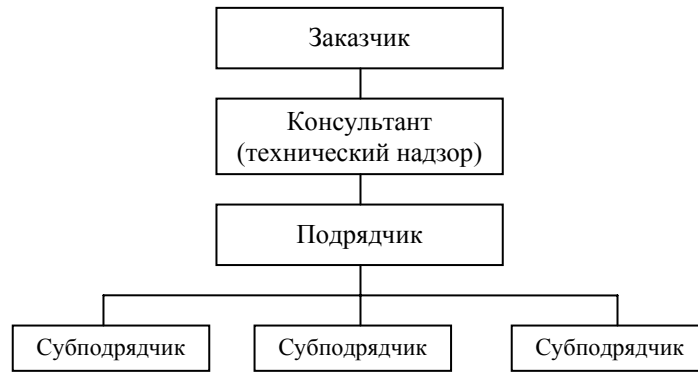 Заказчик
Консультант
(технический надзор)
Подрядчик
Субподрядчик
Субподрядчик
Субподрядчик